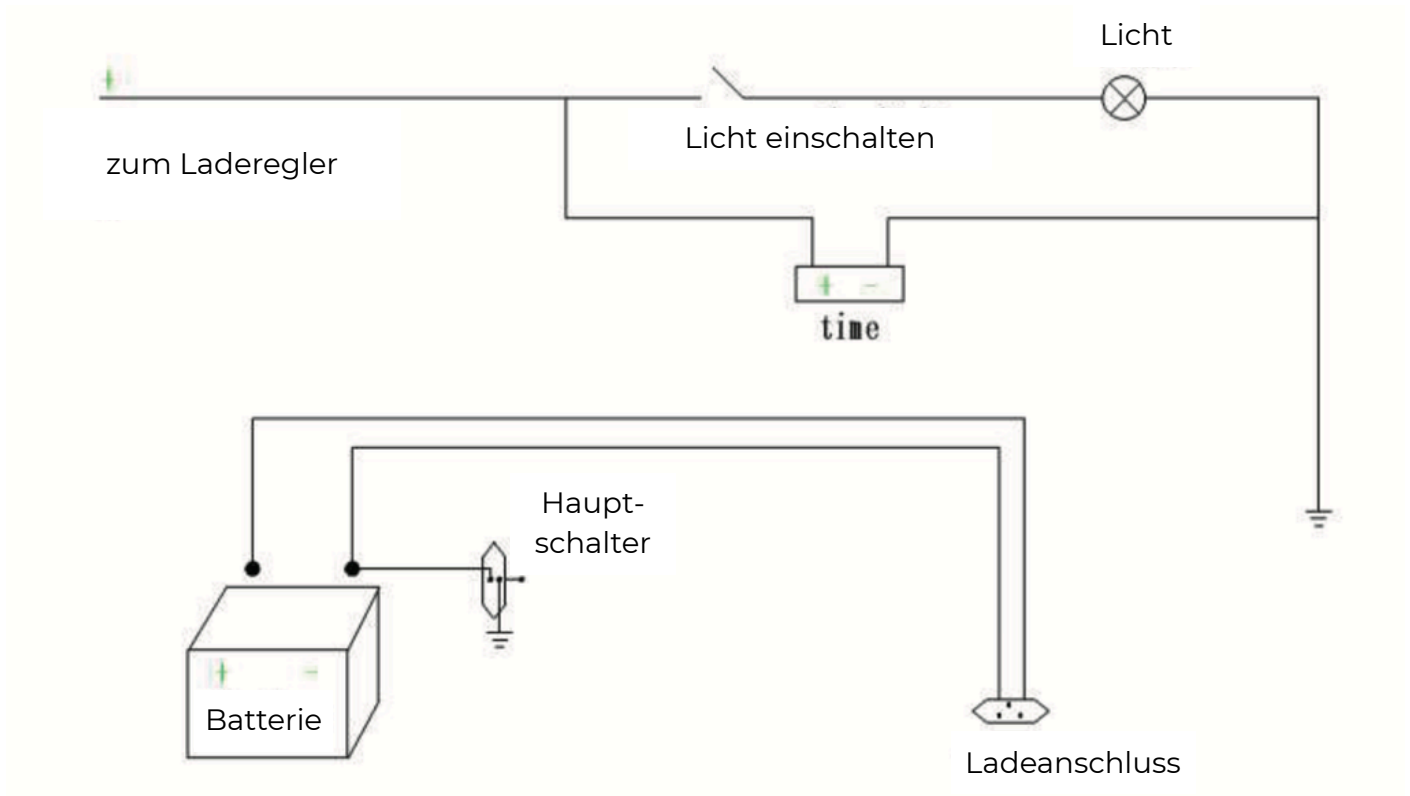 Licht
+
Licht einschalten
zum Laderegler
+ -
time
Haupt-
schalter
+ -
Batterie
Ladeanschluss